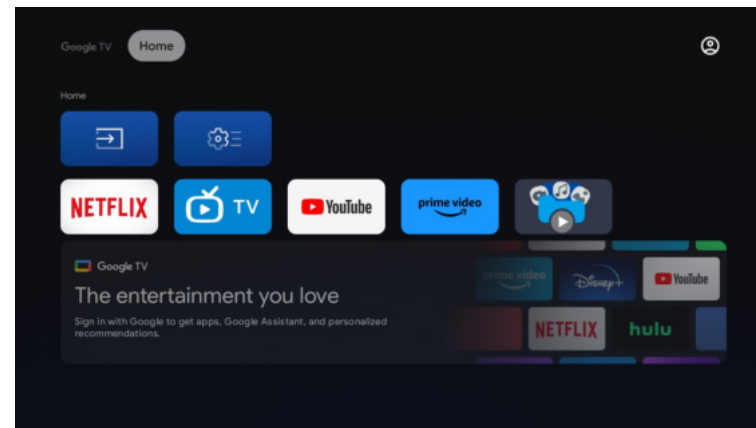 Google TV Home
Home
NETFLIX TV YouTube prime video
Google TV
The entertainment you love
Sign in with Google to get apps, Google Assistant, and personalized
recommendations.
prime video Disney+ YouTube
NETFLIX hulu